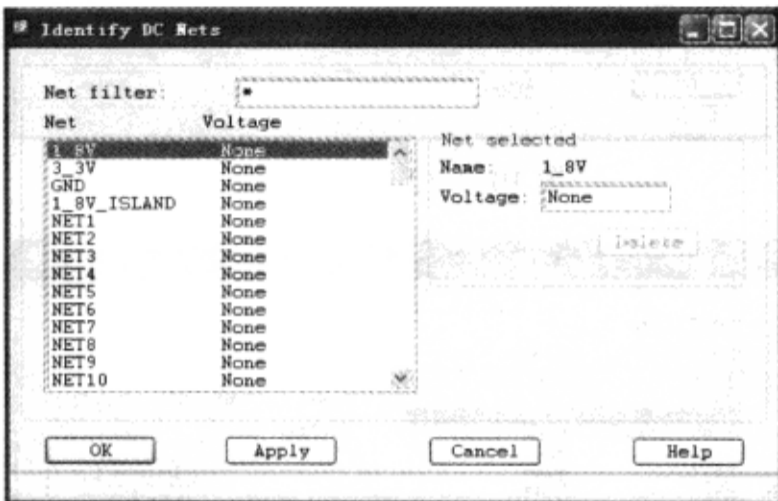 Identify DC Nets
Net filter: *
Net Voltage
1_8V None
3_3V None
GND None
1_8V_ISLAND None
NET1 None
NET2 None
NET3 None
NET4 None
NET5 None
NET6 None
NET7 None
NET8 None
NET9 None
NET10 None
Net selected
Name: 1_8V
Voltage: None
Delete
OK Apply Cancel Help